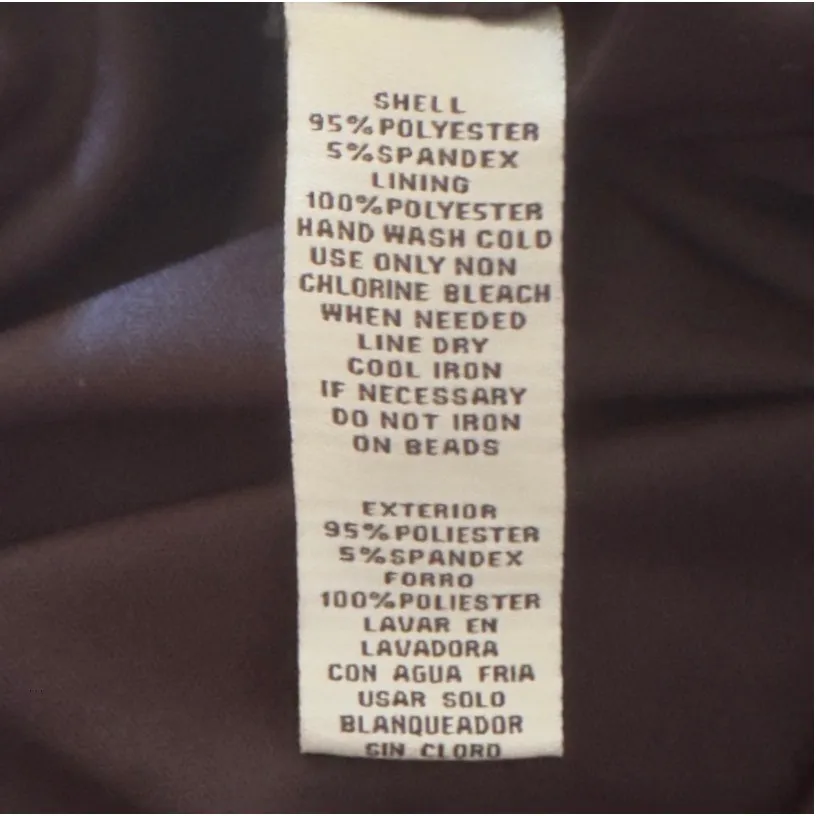 SHELL
95%POLYESTER
5%SPANDEX
LINING
100%POLYESTER
HAND WASH COLD
USE ONLY NON
CHLORINE BLEACH
WHEN NEEDED
LINE DRY
COOL IRON
IF NECESSARY
DO NOT IRON
ON BEADS
EXTERIOR
95%POLIESTER
5%SPANDEX
FORRO
100%POLIESTER
LAVAR EN
LAVADORA
CON AGUA FRIA
USAR SOLO
BLANQUEADOR
SIN CLORO